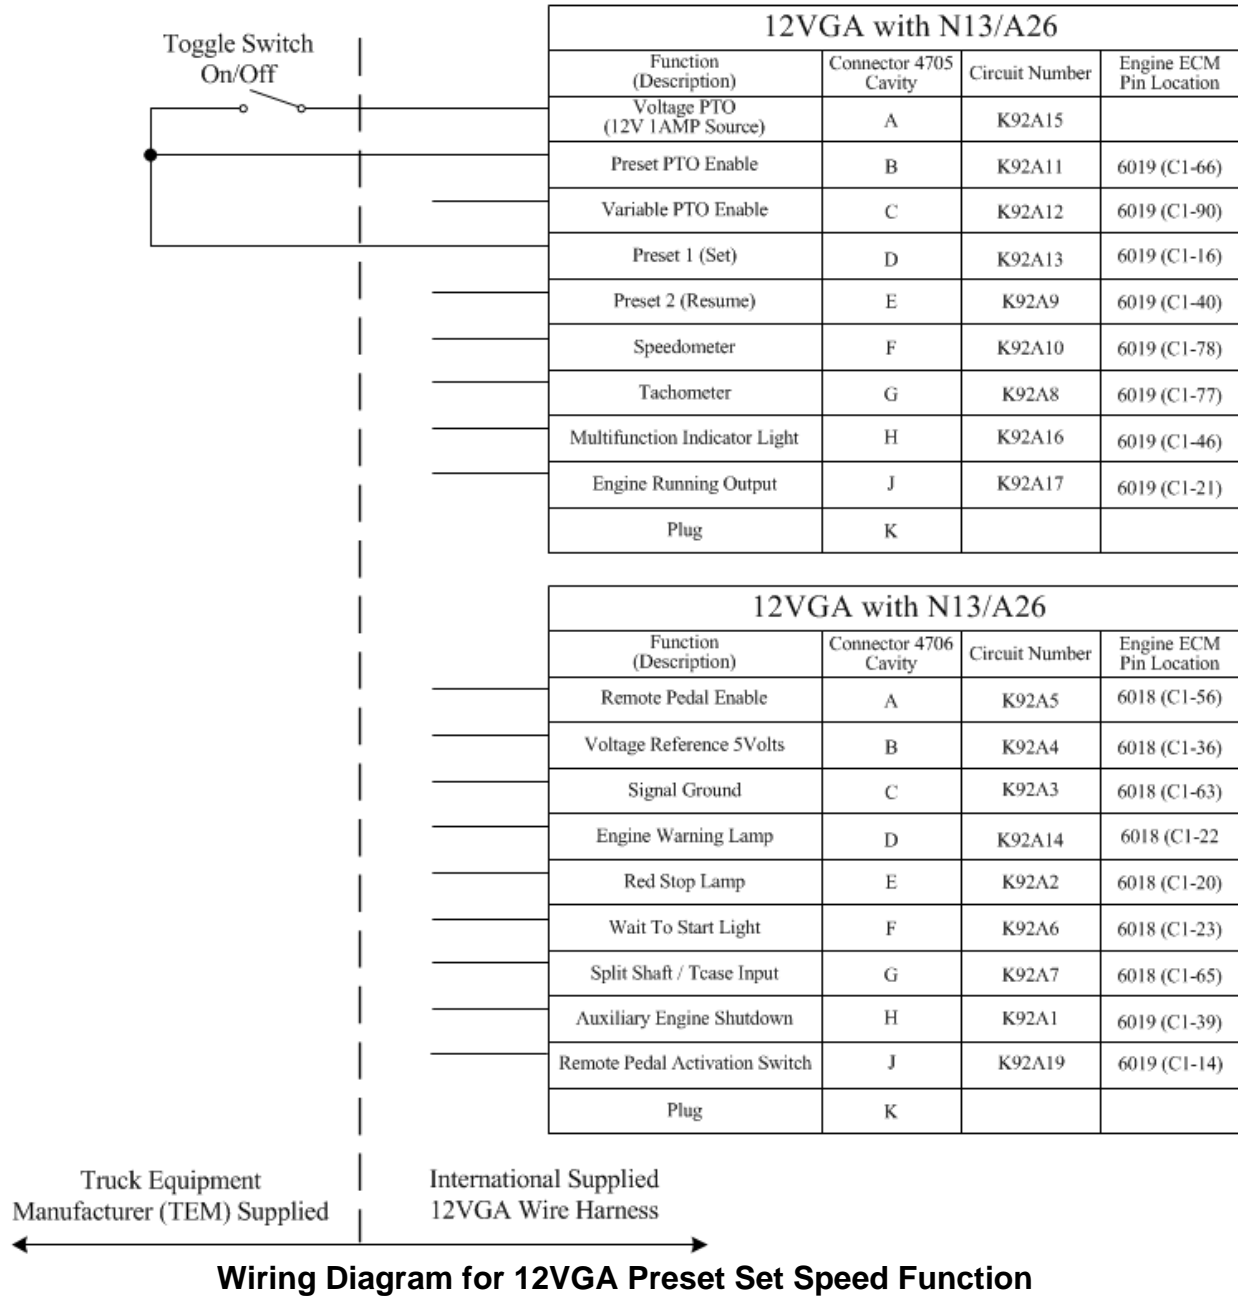 Toggle Switch
On/Off
12VGA with N13/A26
Function
(Description)
Connector 4705
Cavity
Circuit Number
Engine ECM
Pin Location
Voltage PTO
(12V 1AMP Source)
A
K92A15
Preset PTO Enable
B
K92A11
6019 (C1-66)
Variable PTO Enable
C
K92A12
6019 (C1-90)
Preset 1 (Set)
D
K92A13
6019 (C1-16)
Preset 2 (Resume)
E
K92A9
6019 (C1-40)
Speedometer
F
K92A10
6019 (C1-78)
Tachometer
G
K92A8
6019 (C1-77)
Multifunction Indicator Light
H
K92A16
6019 (C1-46)
Engine Running Output
J
K92A17
6019 (C1-21)
Plug
K
12VGA with N13/A26
Function
(Description)
Connector 4706
Cavity
Circuit Number
Engine ECM
Pin Location
Remote Pedal Enable
A
K92A5
6018 (C1-56)
Voltage Reference 5Volts
B
K92A4
6018 (C1-36)
Signal Ground
C
K92A3
6018 (C1-63)
Engine Warning Lamp
D
K92A14
6018 (C1-22
Red Stop Lamp
E
K92A2
6018 (C1-20)
Wait To Start Light
F
K92A6
6018 (C1-23)
Split Shaft / Tcase Input
G
K92A7
6018 (C1-65)
Auxiliary Engine Shutdown
H
K92A1
6019 (C1-39)
Remote Pedal Activation Switch
J
K92A19
6019 (C1-14)
Plug
K
Truck Equipment
Manufacturer (TEM) Supplied
International Supplied
12VGA Wire Harness
Wiring Diagram for 12VGA Preset Set Speed Function